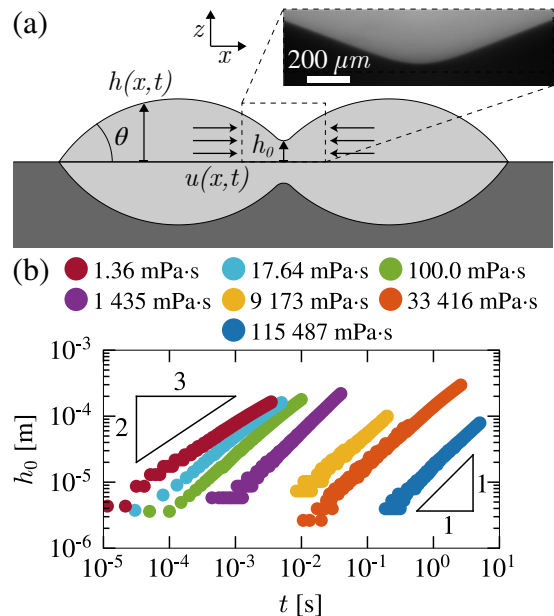 (a)
z
x
200 μm
h(x,t)
θ
h₀
u(x,t)
(b)
1.36 mPa·s 17.64 mPa·s 100.0 mPa·s
1 435 mPa·s 9 173 mPa·s 33 416 mPa·s
115 487 mPa·s
10⁻³
3
10⁻⁴
2
h₀ [m]
10⁻⁵
1
1
10⁻⁶
10⁻⁵ 10⁻⁴ 10⁻³ 10⁻² 10⁻¹ 10⁰ 10¹
t [s]